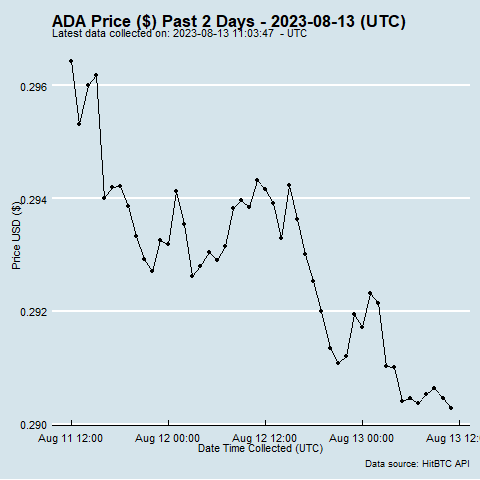 ADA Price ($) Past 2 Days - 2023-08-13 (UTC)
Latest data collected on: 2023-08-13 11:03:47  - UTC
0.296
0.294
0.292
0.290
Price USD ($)
Aug 11 12:00 Aug 12 00:00 Aug 12 12:00 Aug 13 00:00 Aug 13 12:
Date Time Collected (UTC)
Data source: HitBTC API